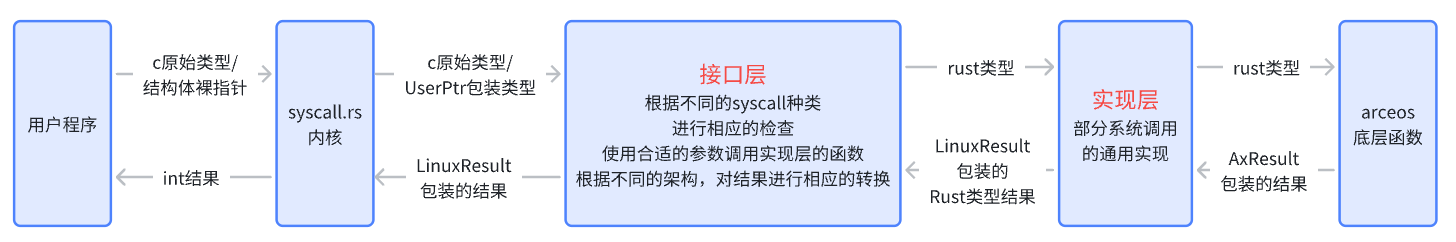 用户程序
c原始类型/
结构体裸指针
int结果
syscall.rs
内核
c原始类型/
UserPtr包装类型
LinuxResult
包装的结果
接口层
根据不同的syscall种类
进行相应的检查
使用合适的参数调用实现层的函数
根据不同的架构，对结果进行相应的转换
rust类型
LinuxResult
包装的
Rust类型结果
实现层
部分系统调用
的通用实现
rust类型
AxResult
包装的结果
arceos
底层函数